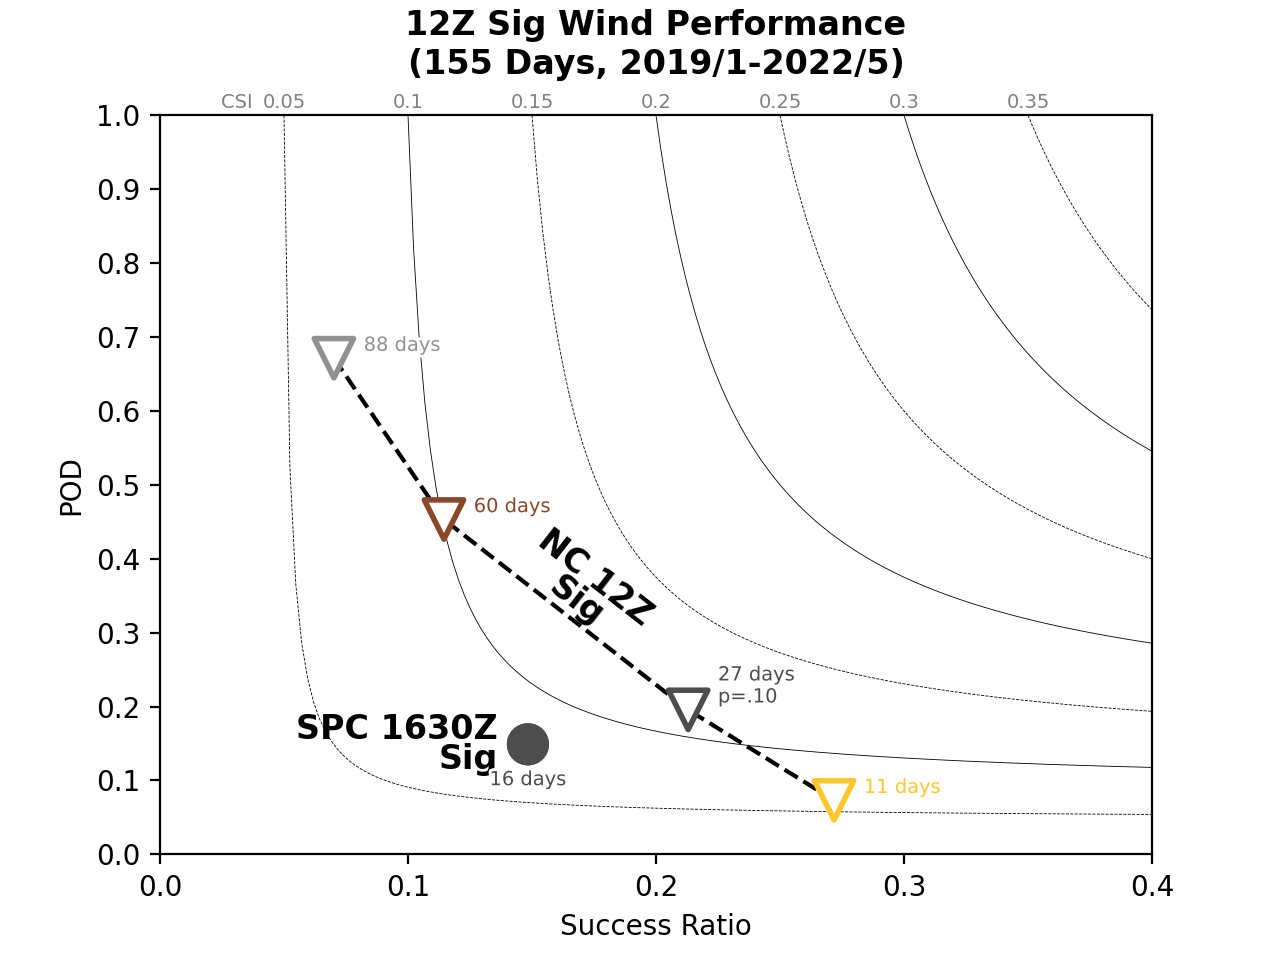 12Z Sig Wind Performance
(155 Days, 2019/1-2022/5)
CSI 0.05 0.1 0.15 0.2 0.25 0.3 0.35
1.0
0.9
0.8
0.7
0.6
0.5
0.4
0.3
0.2
0.1
0.0
POD
88 days
60 days
NC 12Z
Sig
27 days
p=.10
SPC 1630Z
Sig
16 days
11 days
0.0 0.1 0.2 0.3 0.4
Success Ratio